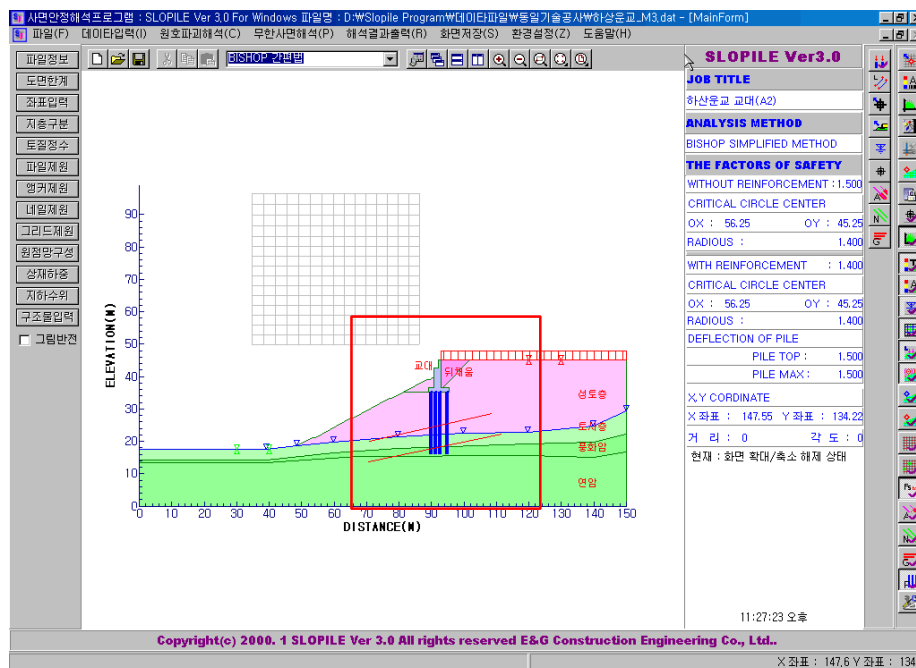 사면안정해석프로그램 : SLOPILE Ver 3.0 For Windows 파일명 : D:₩Slopile Program₩데이타파일₩동일기술공사₩하산운교_M3.dat - [MainForm]
파일(F) 데이타입력(I) 원호파괴해석(C) 무한사면해석(P) 해석결과출력(R) 화면저장(S) 환경설정(Z) 도움말(H)
파일정보
도면한계
좌표입력
지층구분
토질정수
파일제원
앵커제원
네일제원
그리드제원
원점망구성
상재하중
지하수위
구조물입력
그림반전
BISHOP 간편법
ELEVATION(M)
90
80
70
60
50
40
30
20
10
0
교대
뒤채움
성토층
토사층
풍화암
연암
0 10 20 30 40 50 60 70 80 90 100 110 120 130 140 150
DISTANCE(M)
SLOPILE Ver3.0
JOB TITLE
하산운교 교대(A2)
ANALYSIS METHOD
BISHOP SIMPLIFIED METHOD
THE FACTORS OF SAFETY
WITHOUT REINFORCEMENT : 1.500
CRITICAL CIRCLE CENTER
OX : 56.25 OY : 45.25
RADIOUS : 1.400
WITH REINFORCEMENT : 1.400
CRITICAL CIRCLE CENTER
OX : 56.25 OY : 45.25
RADIOUS : 1.400
DEFLECTION OF PILE
PILE TOP : 1.500
PILE MAX : 1.500
X,Y CORDINATE
X 좌표 : 147.55 Y 좌표 : 134.22
거 리 : 0 각 도 : 0
현재 : 화면 확대/축소 해제 상태
11:27:23 오후
Copyright(c) 2000. 1 SLOPILE Ver 3.0 All rights reserved E&G Construction Engineering Co., Ltd..
X 좌표 : 147.6 Y 좌표 : 134